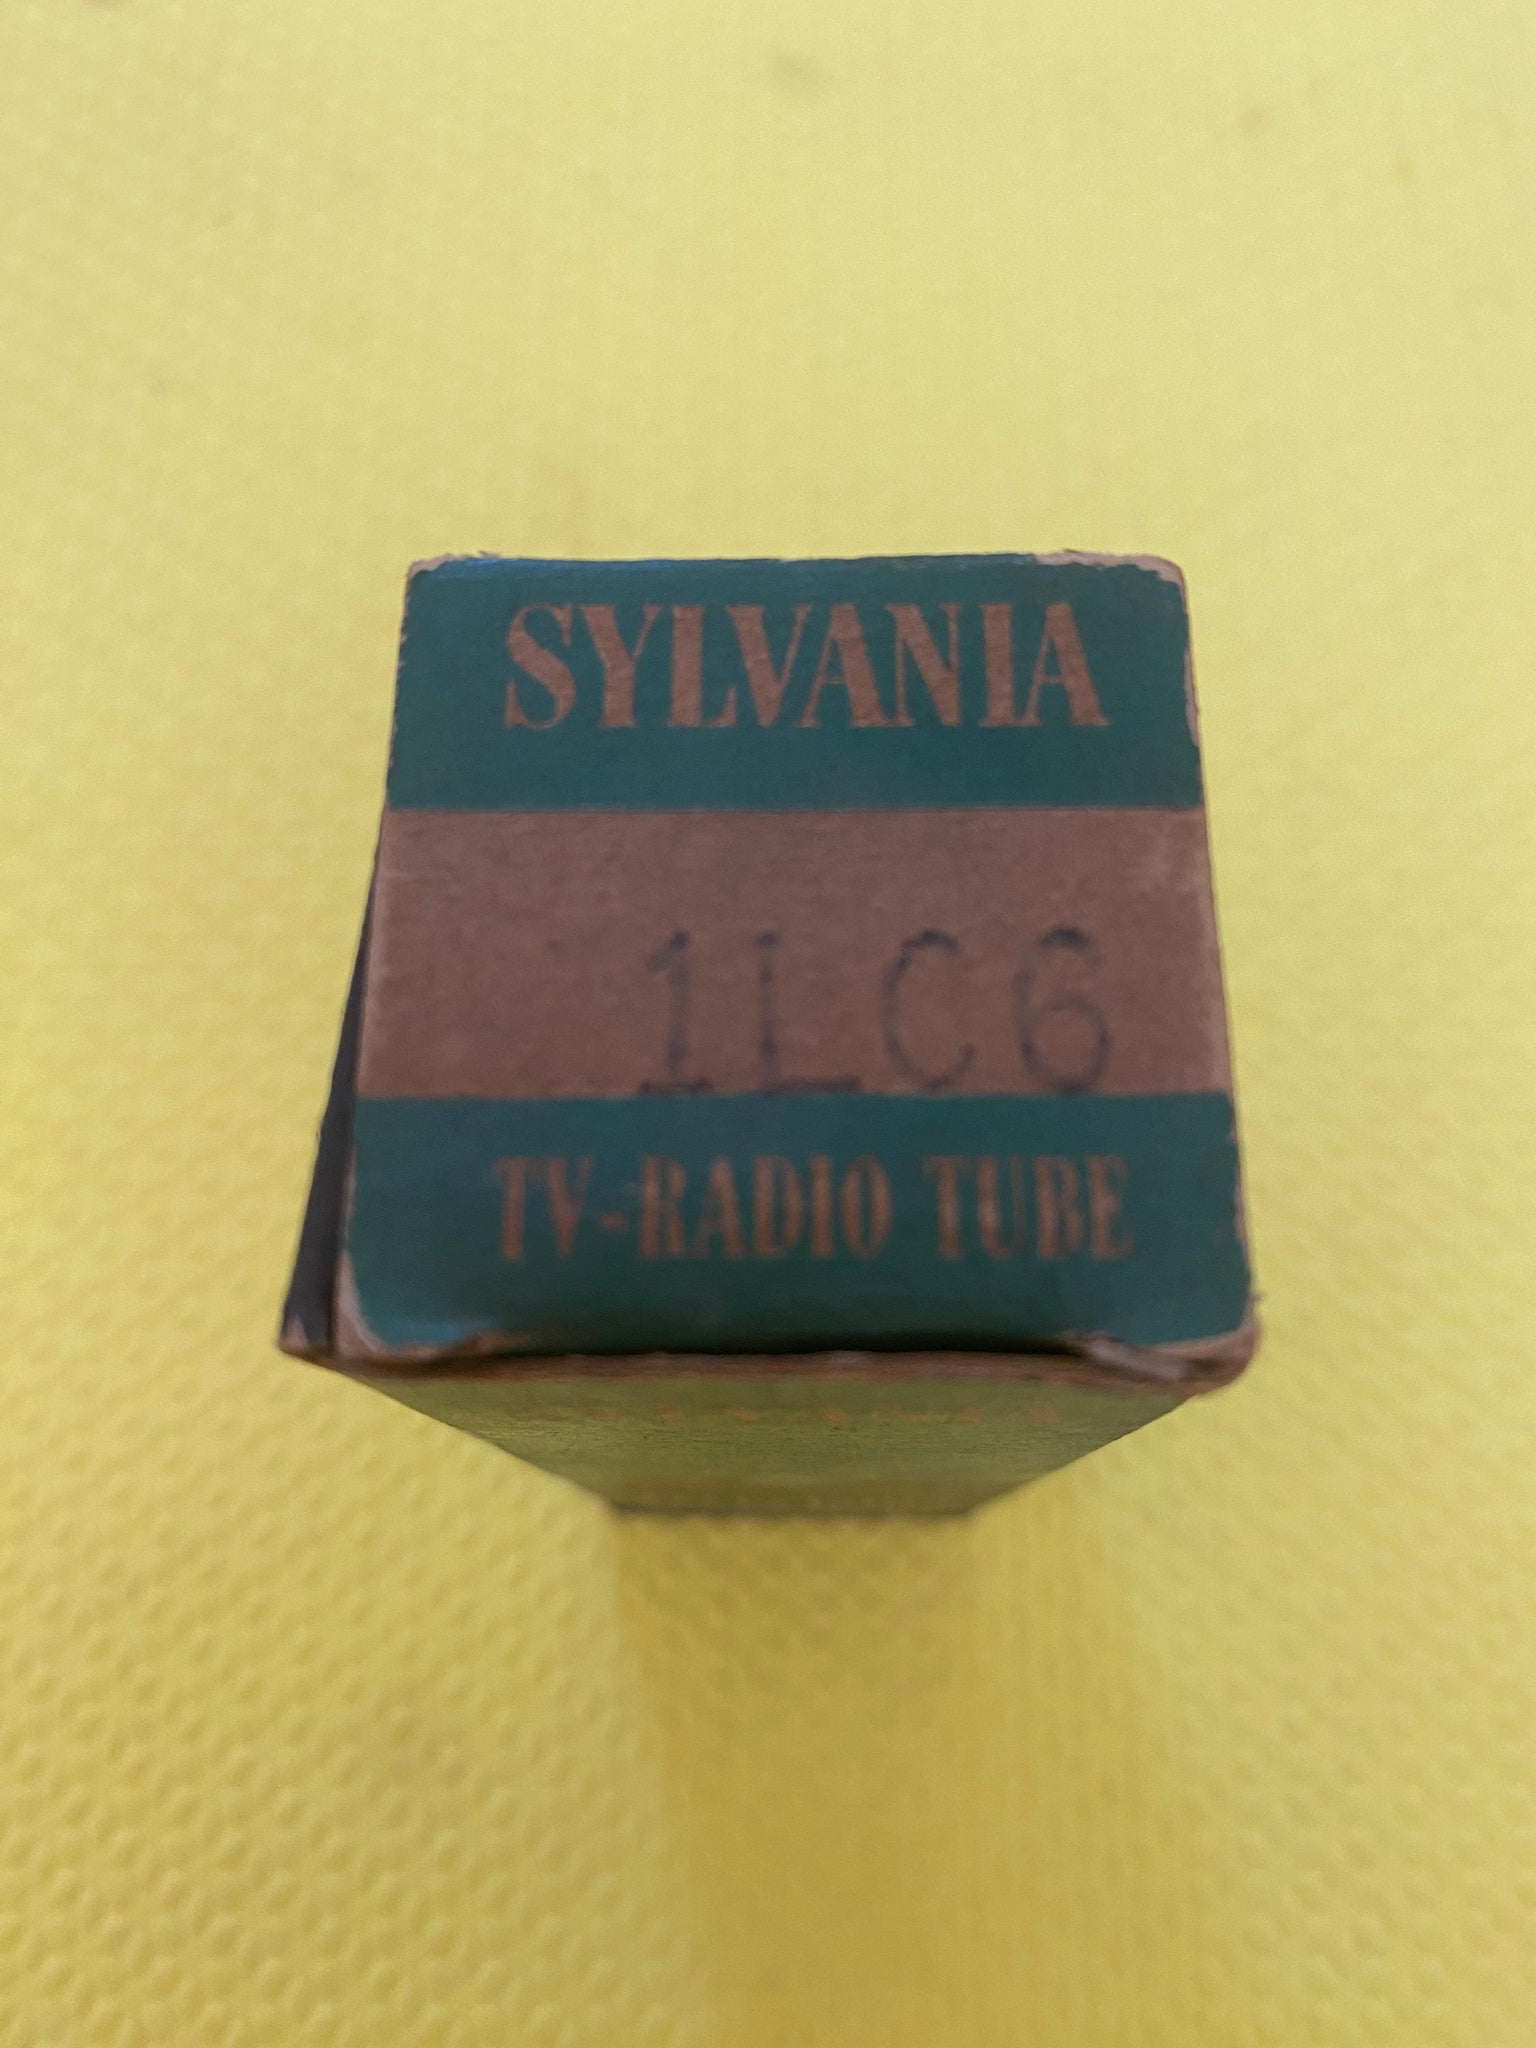 SYLVANIA
1LC6
TV-RADIO TUBE